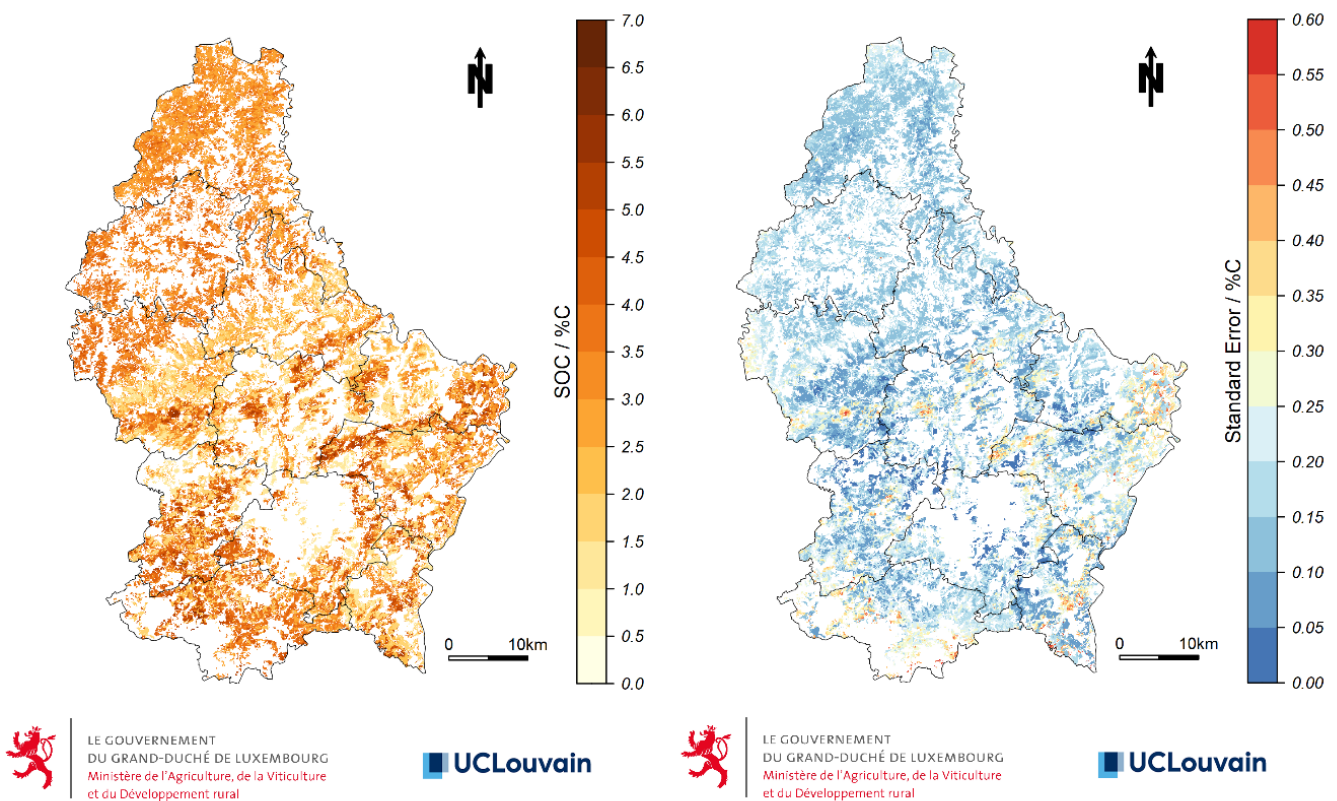 N
7.0
6.5
6.0
5.5
5.0
4.5
4.0
3.5
3.0
2.5
2.0
1.5
1.0
0.5
0.0
SOC / %C
0 10km
N
0.60
0.55
0.50
0.45
0.40
0.35
0.30
0.25
0.20
0.15
0.10
0.05
0.00
Standard Error / %C
0 10km
LE GOUVERNEMENT
DU GRAND-DUCHÉ DE LUXEMBOURG
Ministère de l'Agriculture, de la Viticulture
et du Développement rural
UCLouvain
LE GOUVERNEMENT
DU GRAND-DUCHÉ DE LUXEMBOURG
Ministère de l'Agriculture, de la Viticulture
et du Développement rural
UCLouvain